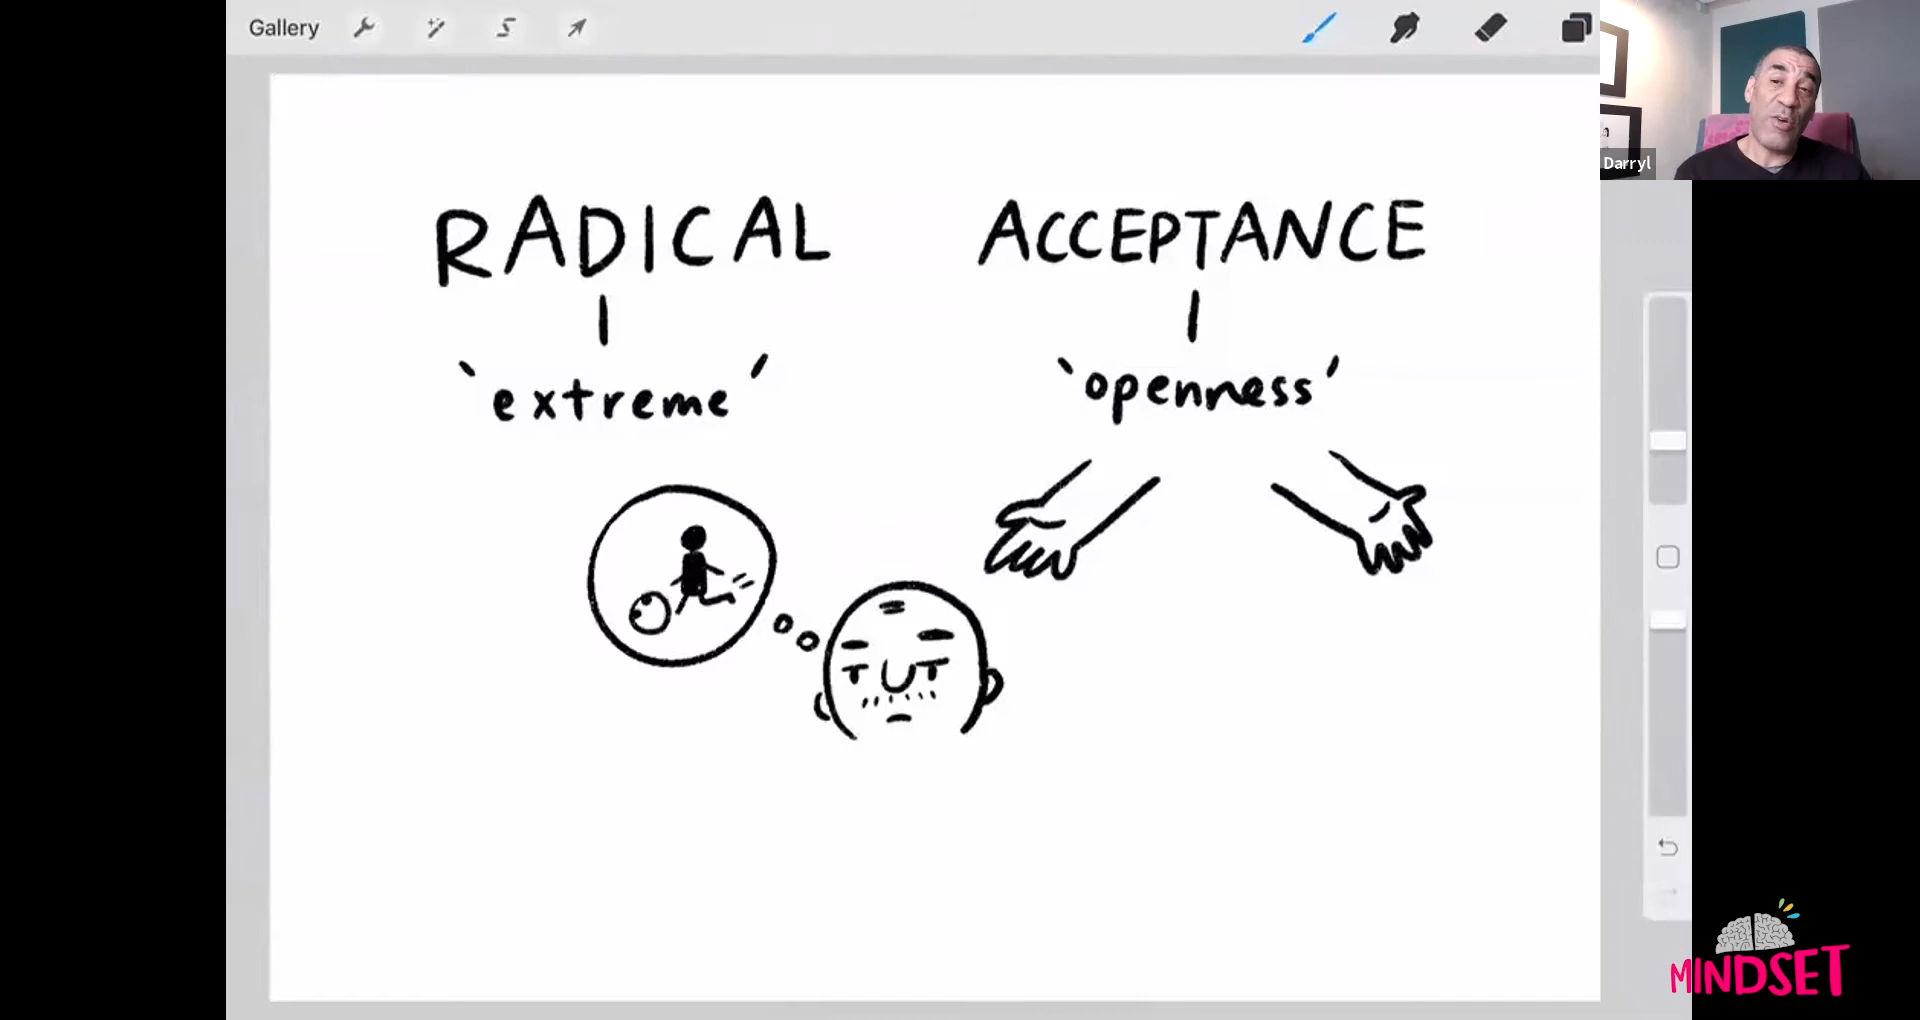 Gallery
Darryl
RADICAL ACCEPTANCE
`extreme' `openness'
MINDSET